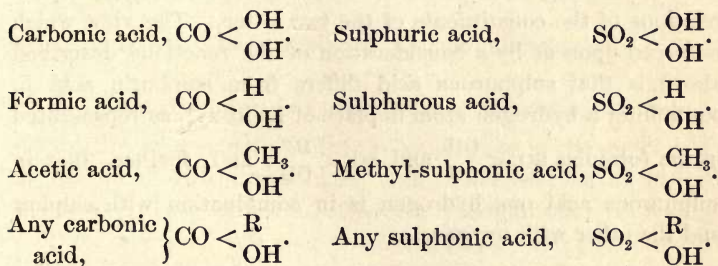 Carbonic acid, CO < OH OH. Sulphuric acid, SO₂ < OH OH.
Formic acid, CO < H OH. Sulphurous acid, SO₂ < H OH.
Acetic acid, CO < CH₃ OH. Methyl-sulphonic acid, SO₂ < CH₃ OH.
Any carbonic acid, } CO < R OH. Any sulphonic acid, SO₂ < R OH.